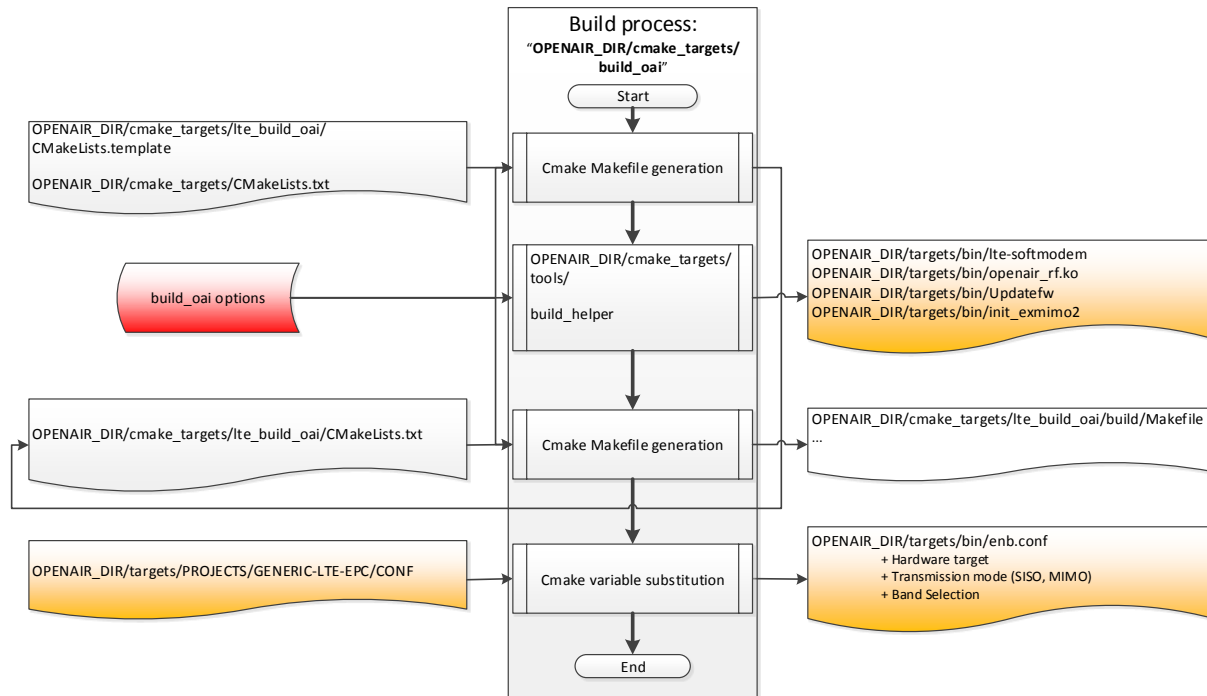 Build process:
“OPENAIR_DIR/cmake_targets/
build_oai”
Start
OPENAIR_DIR/cmake_targets/lte_build_oai/
CMakeLists.template
OPENAIR_DIR/cmake_targets/CMakeLists.txt
Cmake Makefile generation
build_oai options
OPENAIR_DIR/cmake_targets/
tools/
build_helper
OPENAIR_DIR/targets/bin/lte-softmodem
OPENAIR_DIR/targets/bin/openair_rf.ko
OPENAIR_DIR/targets/bin/Updatefw
OPENAIR_DIR/targets/bin/init_exmimo2
OPENAIR_DIR/cmake_targets/lte_build_oai/CMakeLists.txt
Cmake Makefile generation
OPENAIR_DIR/cmake_targets/lte_build_oai/build/Makefile
...
OPENAIR_DIR/targets/PROJECTS/GENERIC-LTE-EPC/CONF
Cmake variable substitution
OPENAIR_DIR/targets/bin/enb.conf
+ Hardware target
+ Transmission mode (SISO, MIMO)
+ Band Selection
End